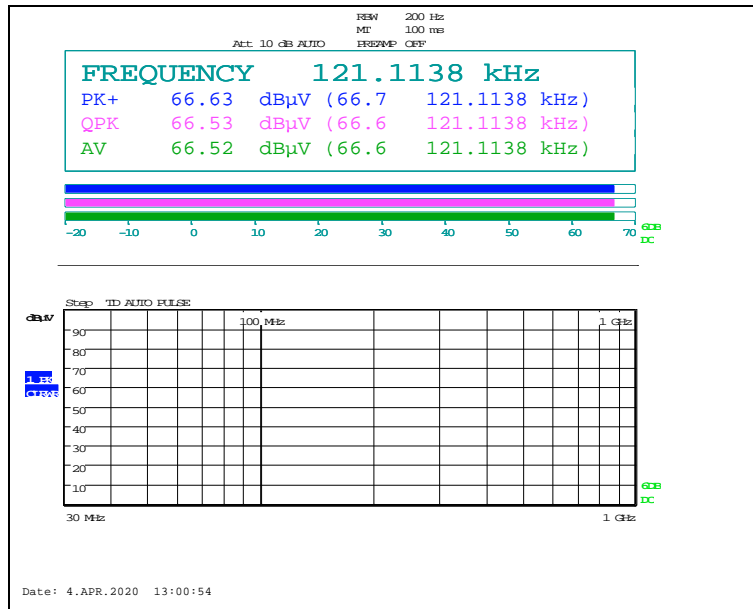 RBW 200 Hz
MT 100 ms
Att 10 dB AUTO PREAMP OFF
FREQUENCY 121.1138 kHz
PK+ 66.63 dBµV (66.7 121.1138 kHz)
QPK 66.53 dBµV (66.6 121.1138 kHz)
AV 66.52 dBµV (66.6 121.1138 kHz)
-20 -10 0 10 20 30 40 50 60 70
6DB
DC
Step TD AUTO PULSE
dBµV
100 MHz 1 GHz
90
80
70
1 PK
CLRWR
60
50
40
30
20
10
6DB
DC
30 MHz 1 GHz
Date: 4.APR.2020 13:00:54